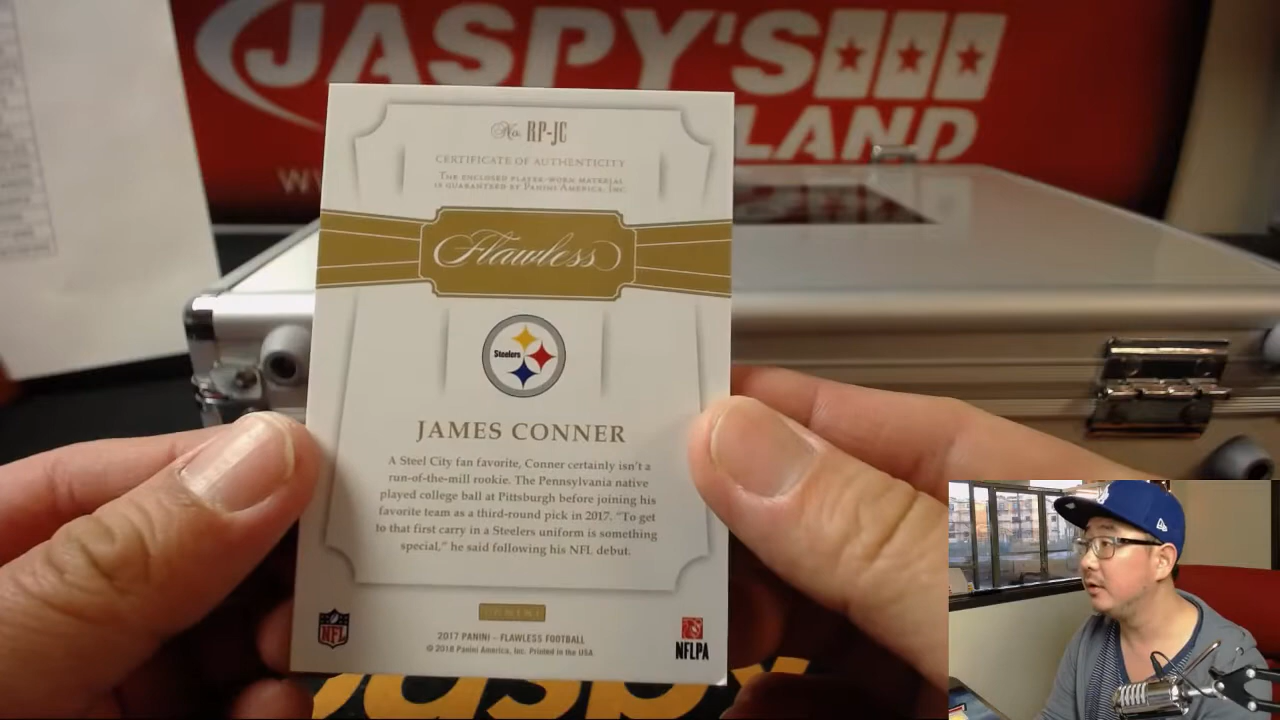 JASPY'S
LAND
W
No. RP-JC
CERTIFICATE OF AUTHENTICITY
THE ENCLOSED PLAYER-WORN MATERIAL
IS GUARANTEED BY PANINI AMERICA, INC.
Flawless
Steelers
JAMES CONNER
A Steel City fan favorite, Conner certainly isn't a
run-of-the-mill rookie. The Pennsylvania native
played college ball at Pittsburgh before joining his
favorite team as a third-round pick in 2017. "To get
to that first carry in a Steelers uniform is something
special," he said following his NFL debut.
PANINI
NFL
2017 PANINI – FLAWLESS FOOTBALL
© 2018 Panini America, Inc. Printed in the USA
NFLPA
Jaspy